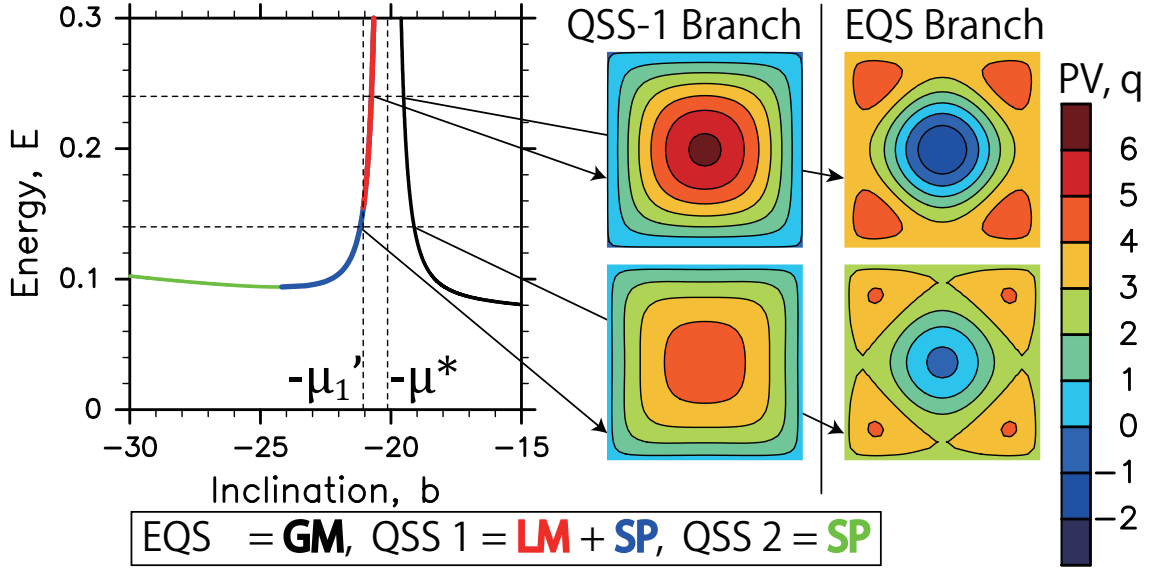 QSS-1 Branch
EQS Branch
PV, q
0.3
0.2
0.1
0
Energy, E
-μ₁’
-μ*
−30
−25
−20
−15
Inclination, b
6
5
4
3
2
1
0
−1
−2
EQS = GM, QSS 1 = LM + SP, QSS 2 = SP